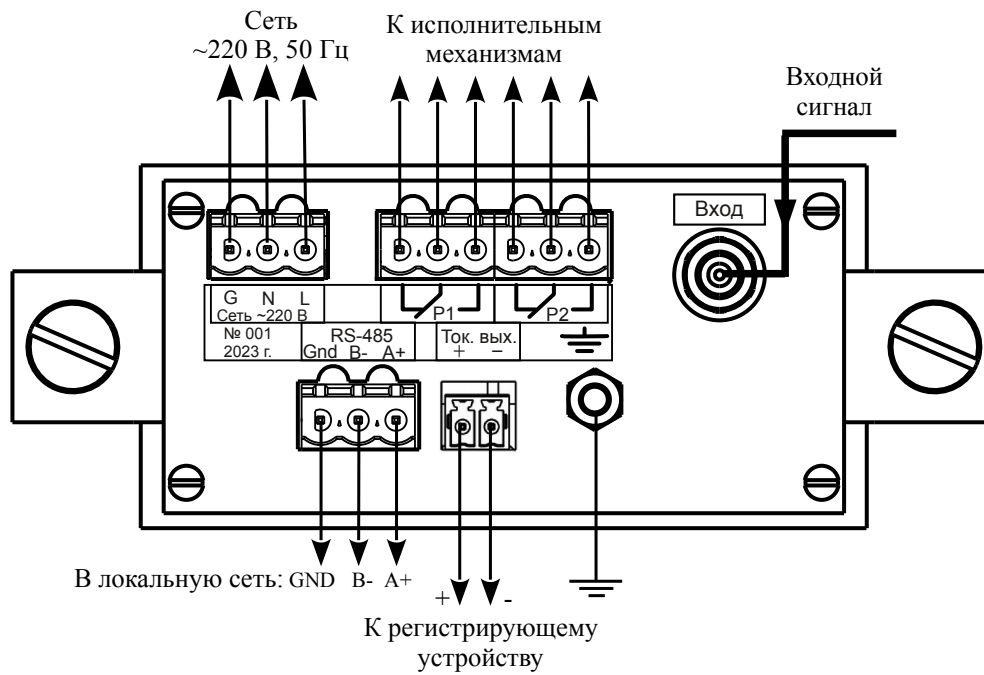 Сеть
~220 В, 50 Гц
К исполнительным
механизмам
Входной
сигнал
Вход
G N L
Сеть ~220 В
P1
P2
№ 001
2023 г.
RS-485
Gnd B- A+
Ток. вых.
+ –
В локальную сеть: GND B- A+
+ -
К регистрирующему
устройству